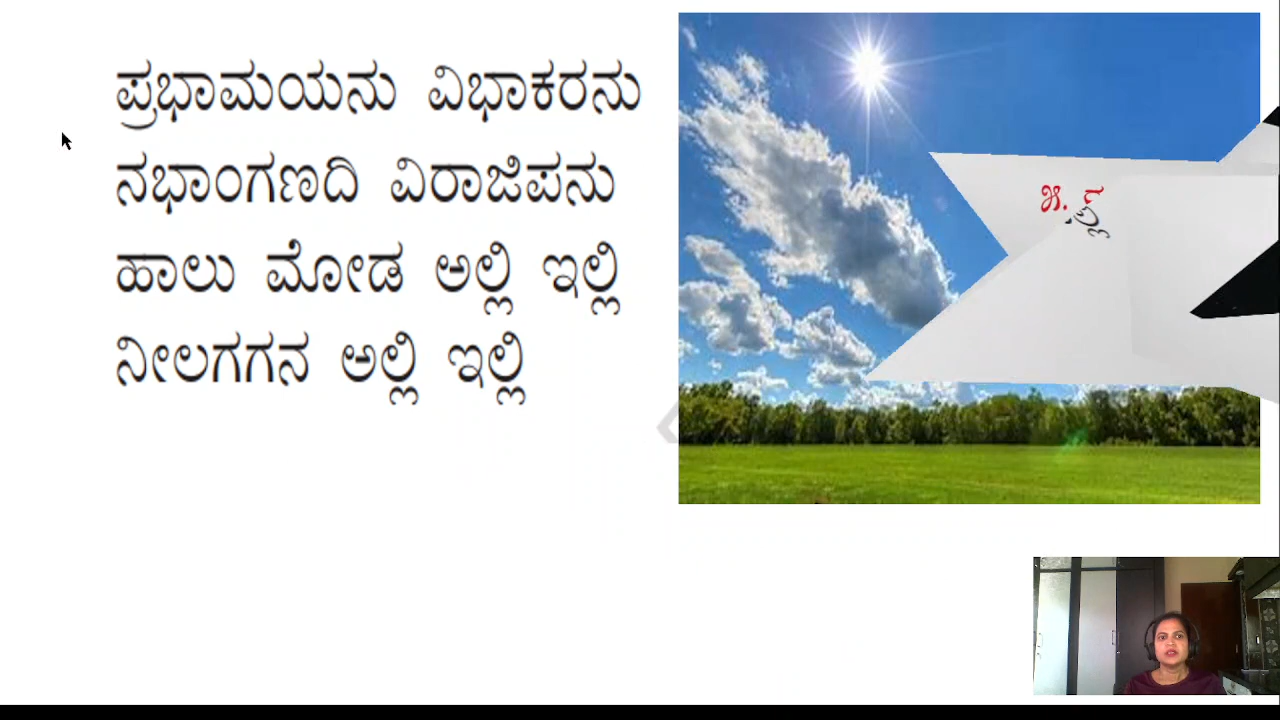 ಪ್ರಭಾಮಯನು ವಿಭಾಕರನು
ನಭಾಂಗಣದಿ ವಿರಾಜಿಪನು
ಹಾಲು ಮೋಡ ಅಲ್ಲಿ ಇಲ್ಲಿ
ನೀಲಗಗನ ಅಲ್ಲಿ ಇಲ್ಲಿ